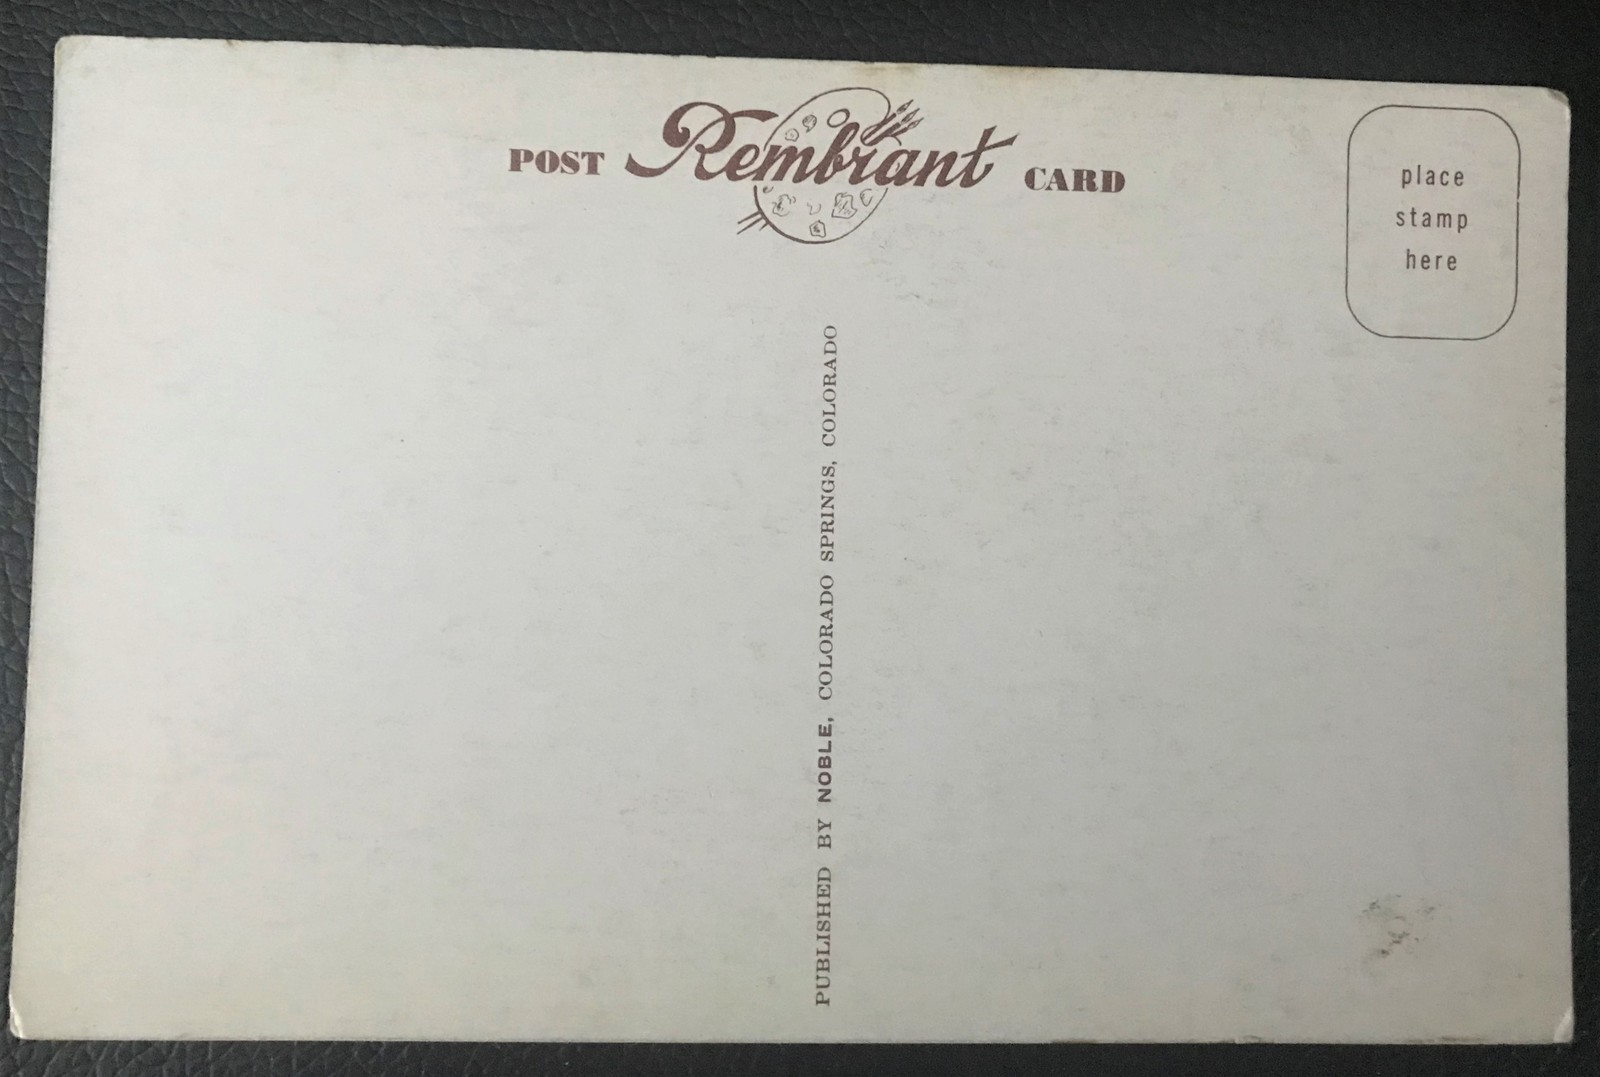 POST Rembrant CARD
place
stamp
here
PUBLISHED BY NOBLE, COLORADO SPRINGS, COLORADO